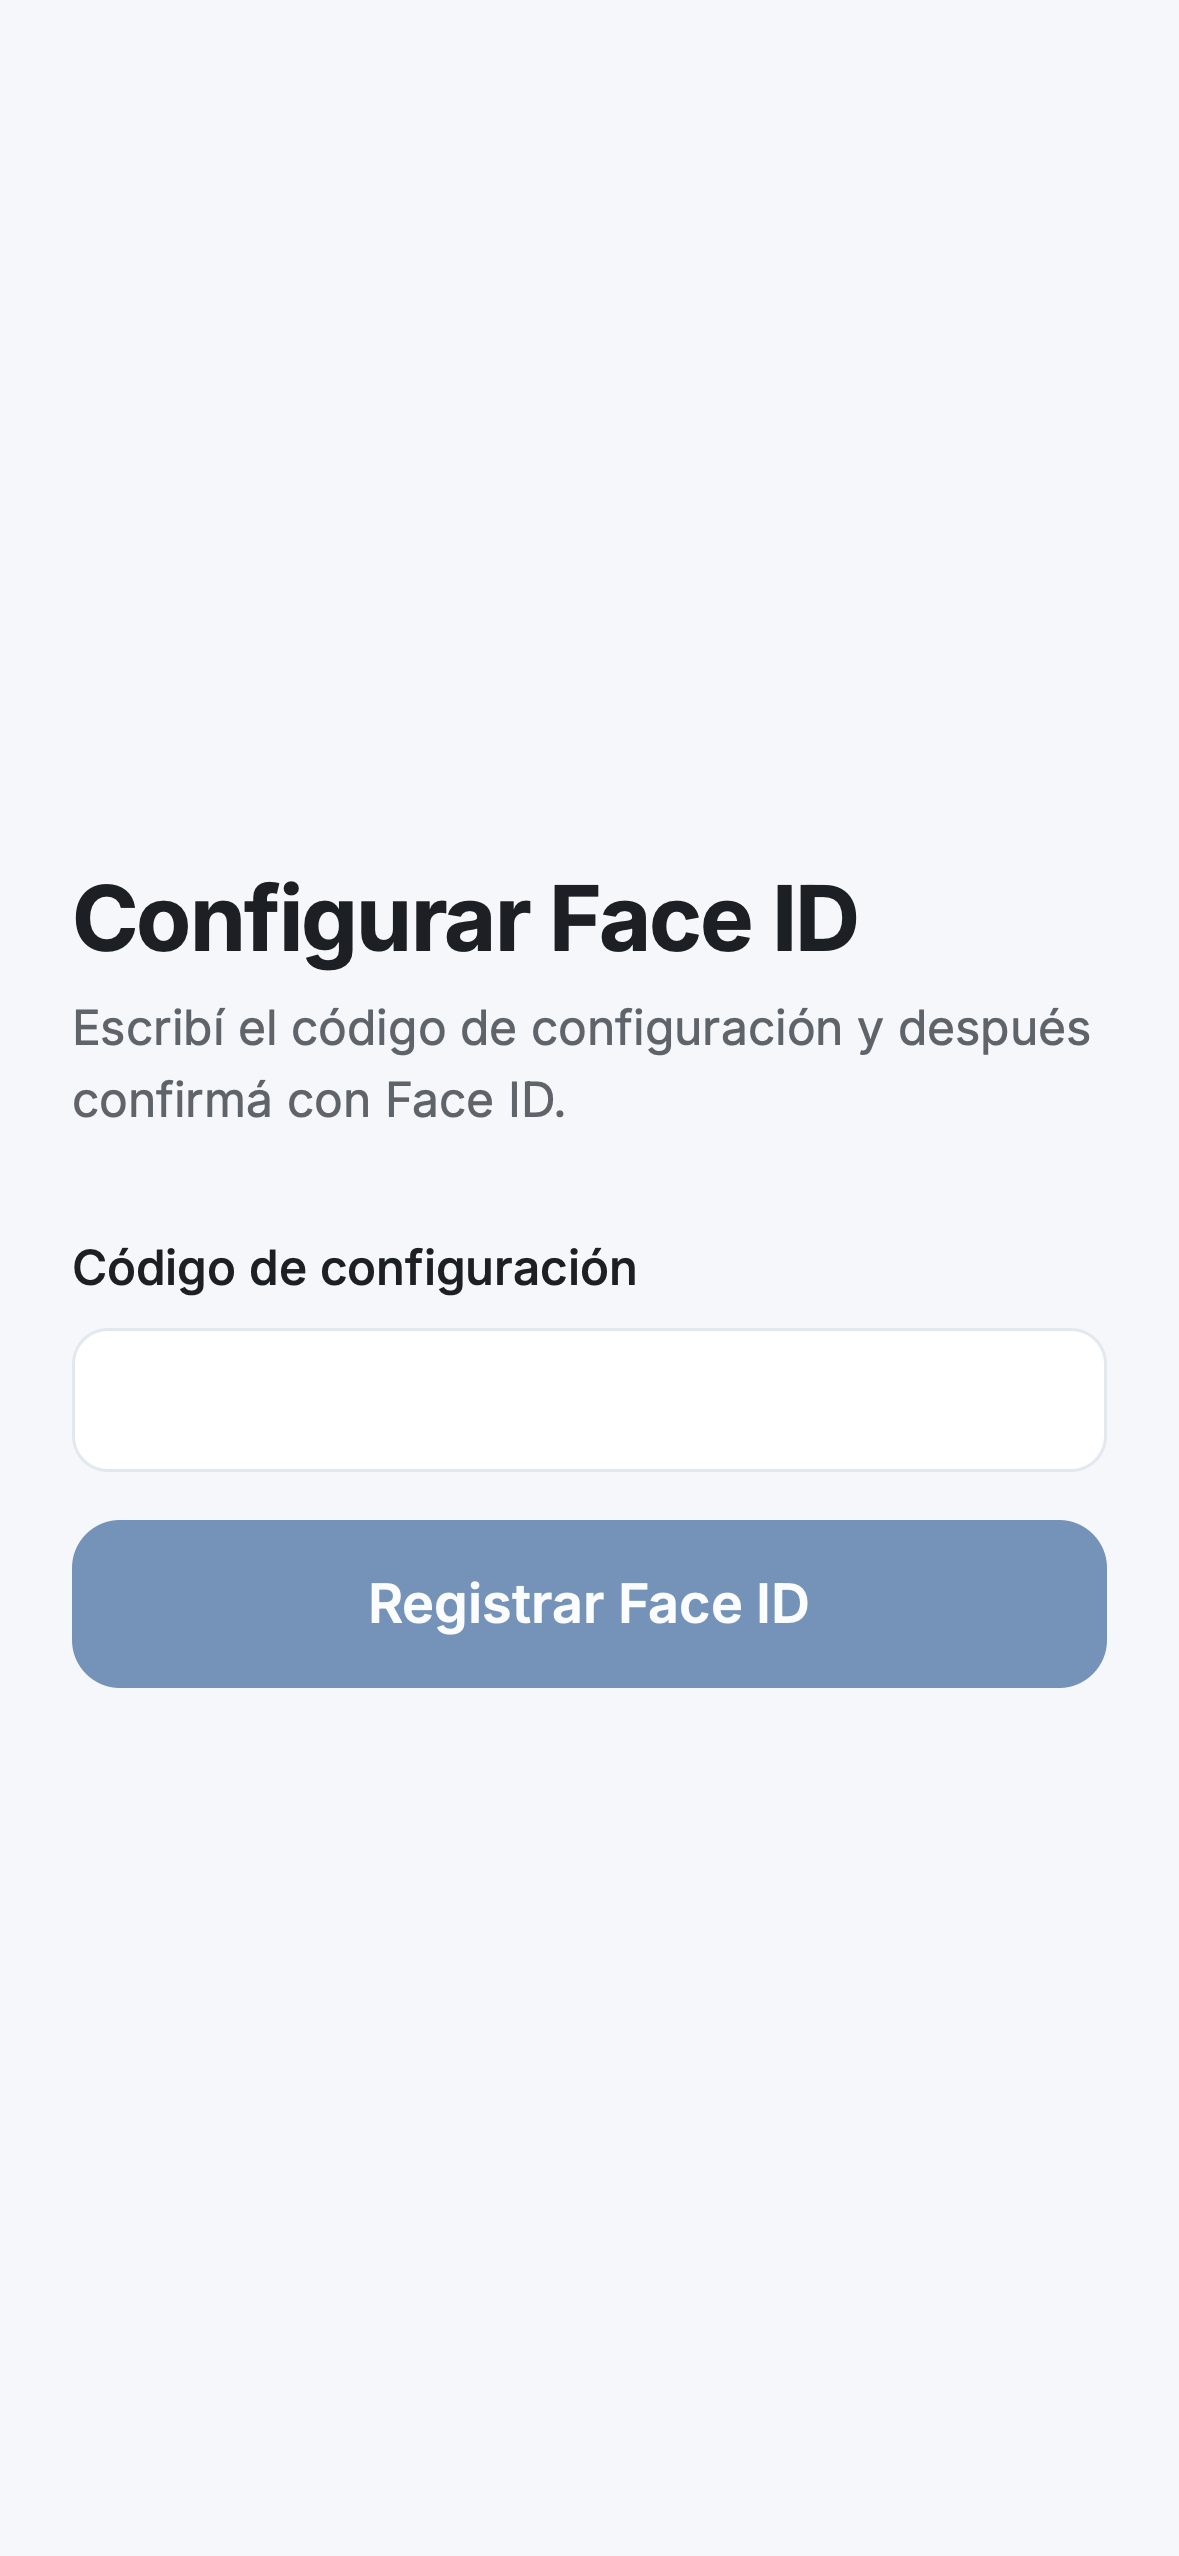 Configurar Face ID
Escribí el código de configuración y después
confirmá con Face ID.
Código de configuración
Registrar Face ID